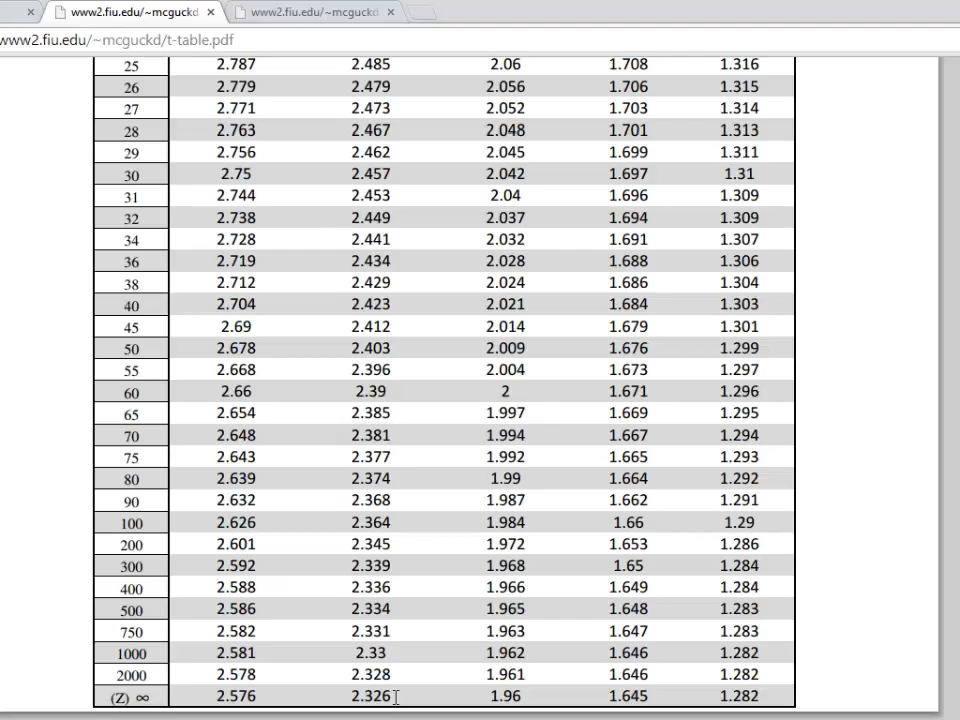 www2.fiu.edu/~mcguckd www2.fiu.edu/~mcguckd
www2.fiu.edu/~mcguckd/t-table.pdf
25 2.787 2.485 2.06 1.708 1.316
26 2.779 2.479 2.056 1.706 1.315
27 2.771 2.473 2.052 1.703 1.314
28 2.763 2.467 2.048 1.701 1.313
29 2.756 2.462 2.045 1.699 1.311
30 2.75 2.457 2.042 1.697 1.31
31 2.744 2.453 2.04 1.696 1.309
32 2.738 2.449 2.037 1.694 1.309
34 2.728 2.441 2.032 1.691 1.307
36 2.719 2.434 2.028 1.688 1.306
38 2.712 2.429 2.024 1.686 1.304
40 2.704 2.423 2.021 1.684 1.303
45 2.69 2.412 2.014 1.679 1.301
50 2.678 2.403 2.009 1.676 1.299
55 2.668 2.396 2.004 1.673 1.297
60 2.66 2.39 2 1.671 1.296
65 2.654 2.385 1.997 1.669 1.295
70 2.648 2.381 1.994 1.667 1.294
75 2.643 2.377 1.992 1.665 1.293
80 2.639 2.374 1.99 1.664 1.292
90 2.632 2.368 1.987 1.662 1.291
100 2.626 2.364 1.984 1.66 1.29
200 2.601 2.345 1.972 1.653 1.286
300 2.592 2.339 1.968 1.65 1.284
400 2.588 2.336 1.966 1.649 1.284
500 2.586 2.334 1.965 1.648 1.283
750 2.582 2.331 1.963 1.647 1.283
1000 2.581 2.33 1.962 1.646 1.282
2000 2.578 2.328 1.961 1.646 1.282
(Z) ∞ 2.576 2.326 1.96 1.645 1.282